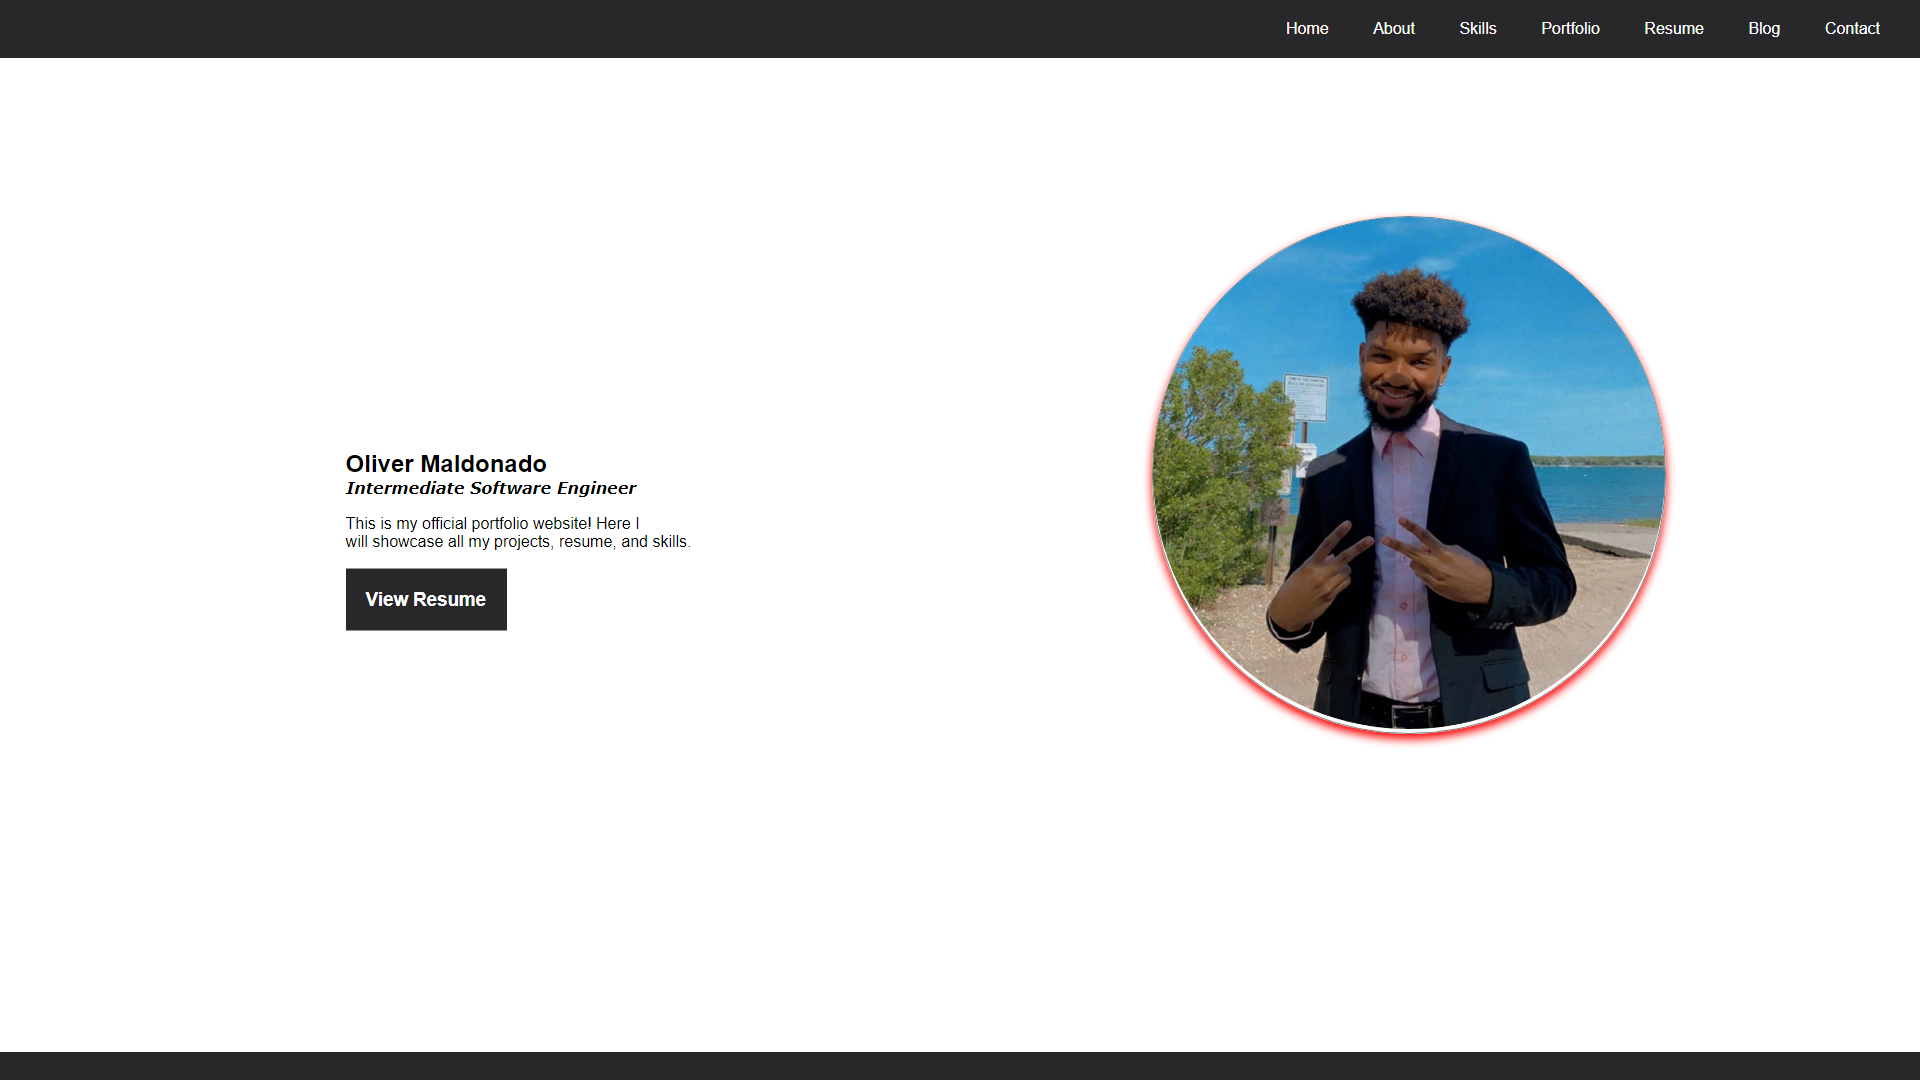 Home About Skills Portfolio Resume Blog Contact
Oliver Maldonado
Intermediate Software Engineer
This is my official portfolio website! Here I
will showcase all my projects, resume, and skills.
View Resume